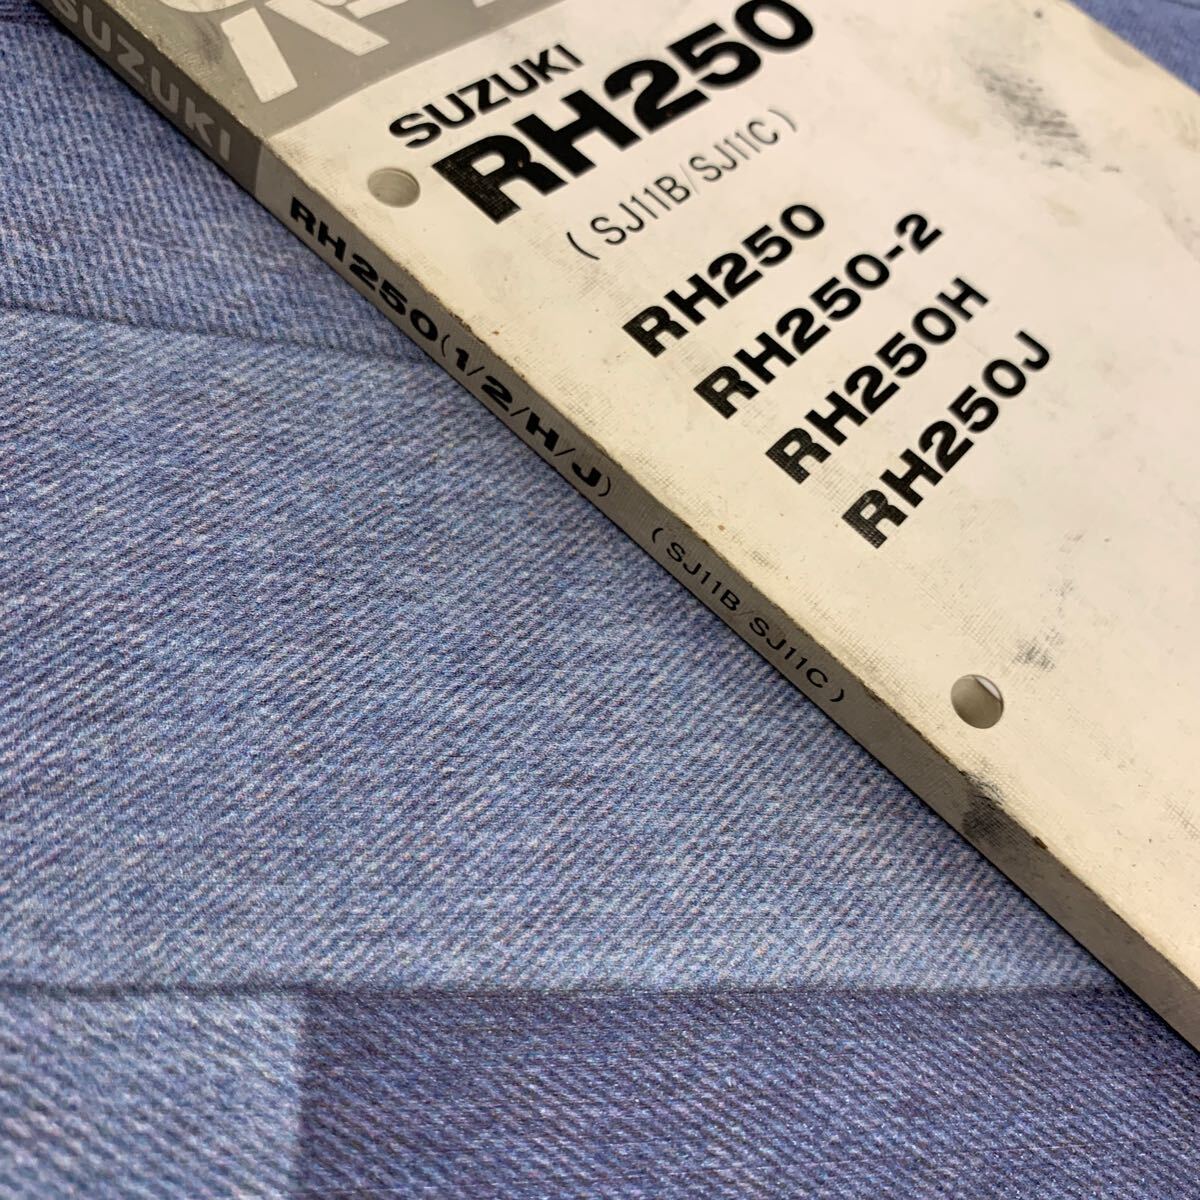 SUZUKI
RH250
(SJ11B/SJ11C)
RH250
RH250-2
RH250H
RH250J
SUZUKI
RH250(1/2/H/J)
(SJ11B/SJ11C)